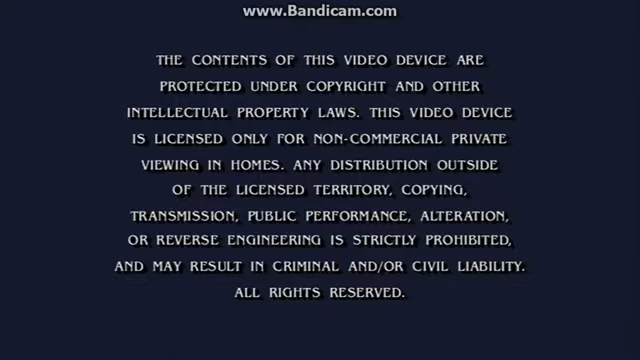 www.Bandicam.com
THE CONTENTS OF THIS VIDEO DEVICE ARE
PROTECTED UNDER COPYRIGHT AND OTHER
INTELLECTUAL PROPERTY LAWS. THIS VIDEO DEVICE
IS LICENSED ONLY FOR NON-COMMERCIAL PRIVATE
VIEWING IN HOMES. ANY DISTRIBUTION OUTSIDE
OF THE LICENSED TERRITORY, COPYING,
TRANSMISSION, PUBLIC PERFORMANCE, ALTERATION,
OR REVERSE ENGINEERING IS STRICTLY PROHIBITED,
AND MAY RESULT IN CRIMINAL AND/OR CIVIL LIABILITY.
ALL RIGHTS RESERVED.